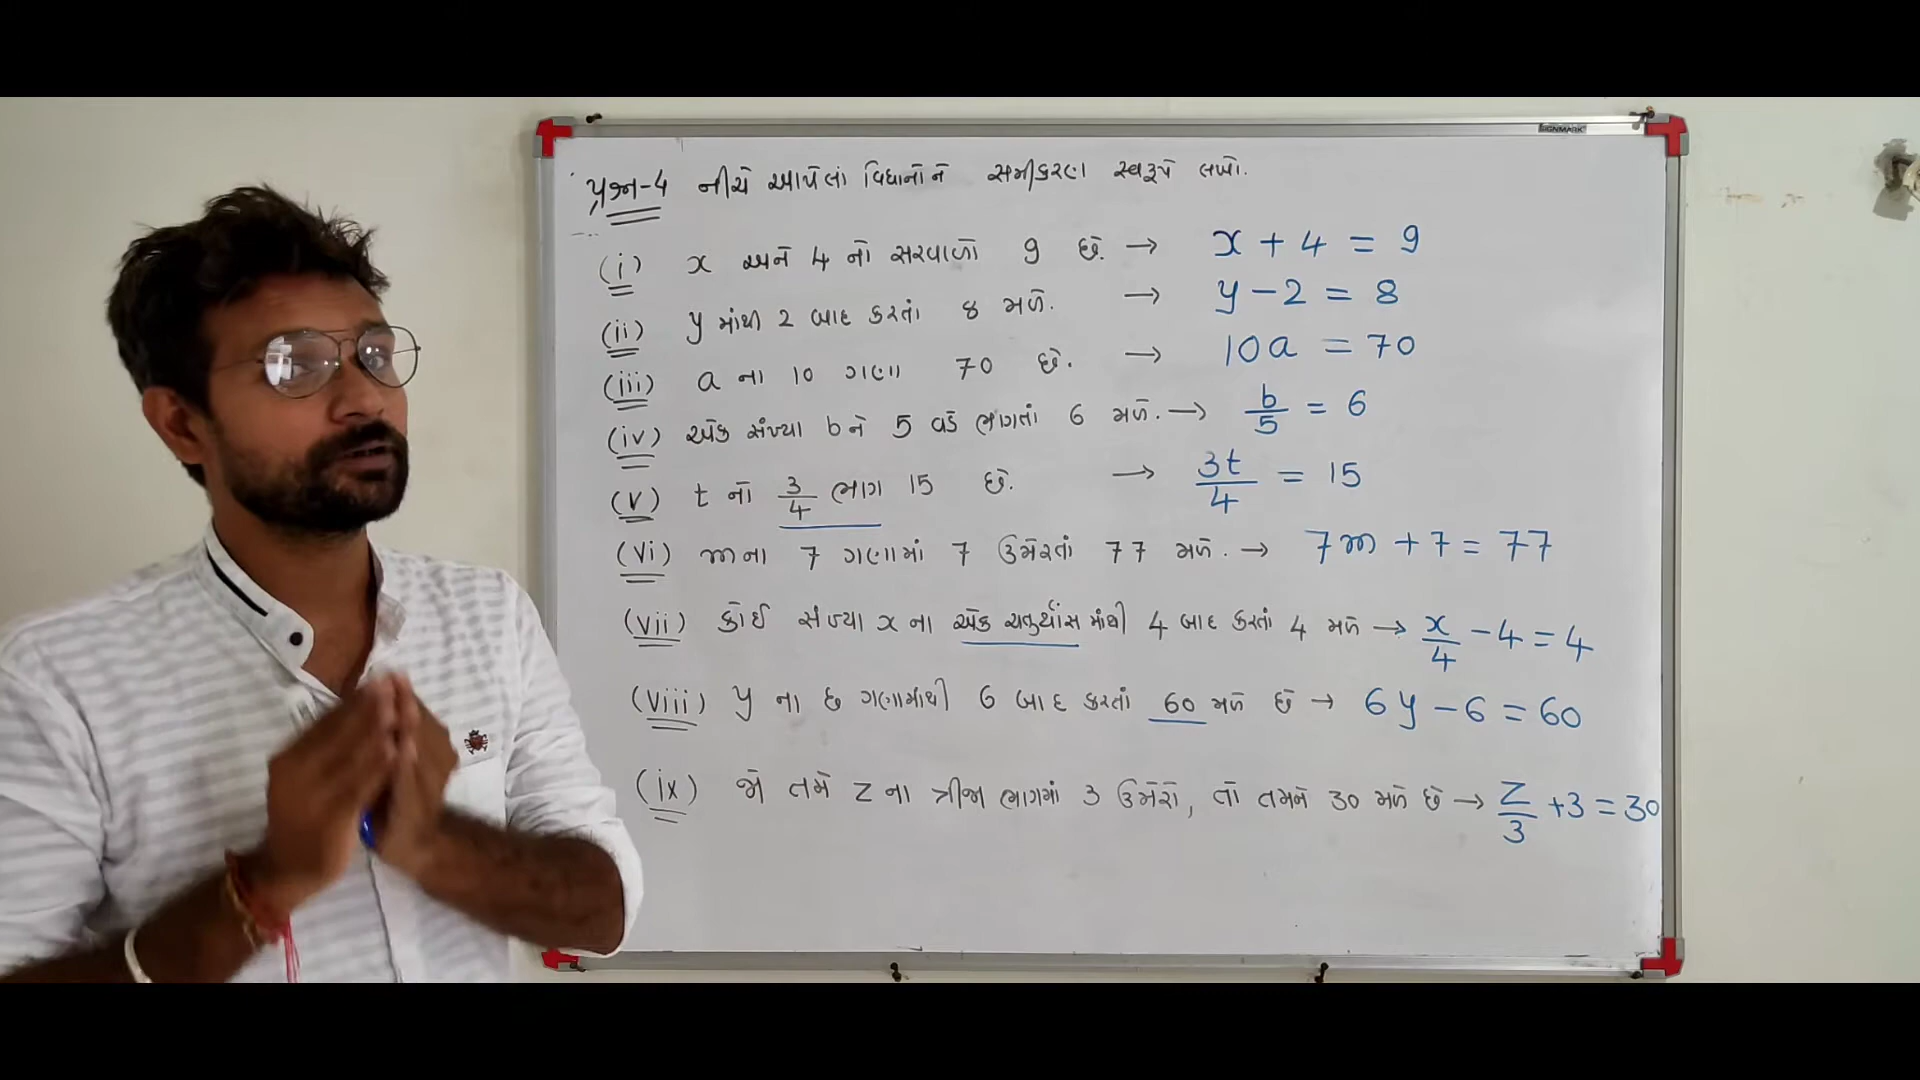 SIGNMARK
પ્રશ્ન-4 નીચે આપેલાં વિધાનોને સમીકરણ સ્વરૂપે લખો.
(i) x અને 4 નો સરવાળો 9 છે. → x + 4 = 9
(ii) y માંથી 2 બાદ કરતાં 8 મળે. → y - 2 = 8
(iii) a ના 10 ગણા 70 છે. → 10a = 70
(iv) એક સંખ્યા b ને 5 વડે ભાગતાં 6 મળે. → b/5 = 6
(v) t નો 3/4 ભાગ 15 છે. → 3t/4 = 15
(vi) m ના 7 ગણામાં 7 ઉમેરતાં 77 મળે. → 7m + 7 = 77
(vii) કોઈ સંખ્યા x ના એક ચતુર્થાંસ માંથી 4 બાદ કરતાં 4 મળે → x/4 - 4 = 4
(viii) y ના છ ગણામાંથી 6 બાદ કરતાં 60 મળે છે → 6y - 6 = 60
(ix) જો તમે z ના ત્રીજા ભાગમાં 3 ઉમેરો, તો તમને 30 મળે છે → z/3 + 3 = 30